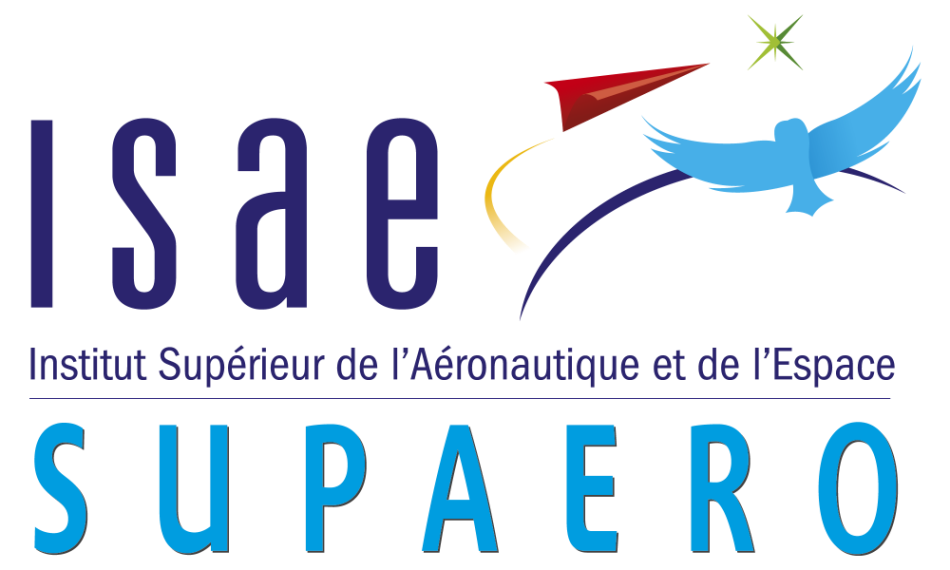 isae
Institut Supérieur de l’Aéronautique et de l’Espace
SUPAERO